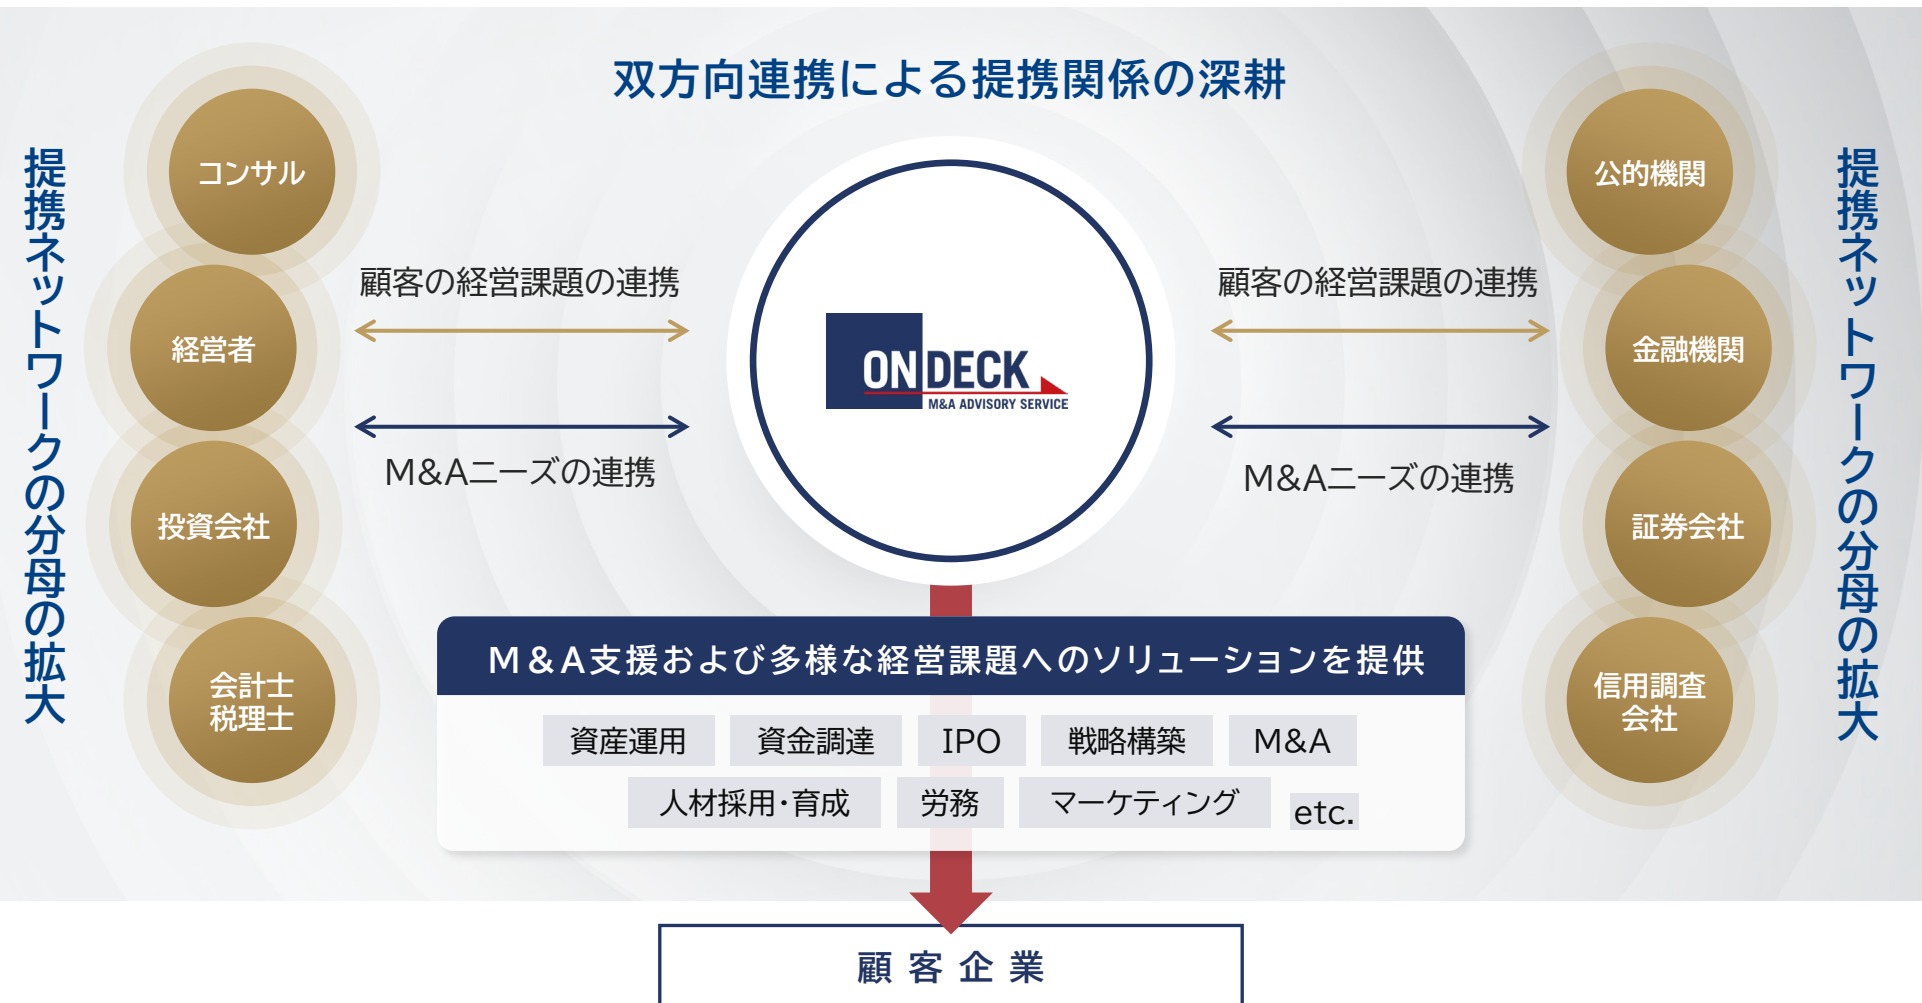 双方向連携による提携関係の深耕
提携ネットワークの分母の拡大
コンサル
経営者
投資会社
会計士
税理士
顧客の経営課題の連携
M&Aニーズの連携
ONDECK
M&A ADVISORY SERVICE
顧客の経営課題の連携
M&Aニーズの連携
公的機関
金融機関
証券会社
信用調査
会社
提携ネットワークの分母の拡大
M&A支援および多様な経営課題へのソリューションを提供
資産運用 資金調達 IPO 戦略構築 M&A
人材採用・育成 労務 マーケティング etc.
顧客企業